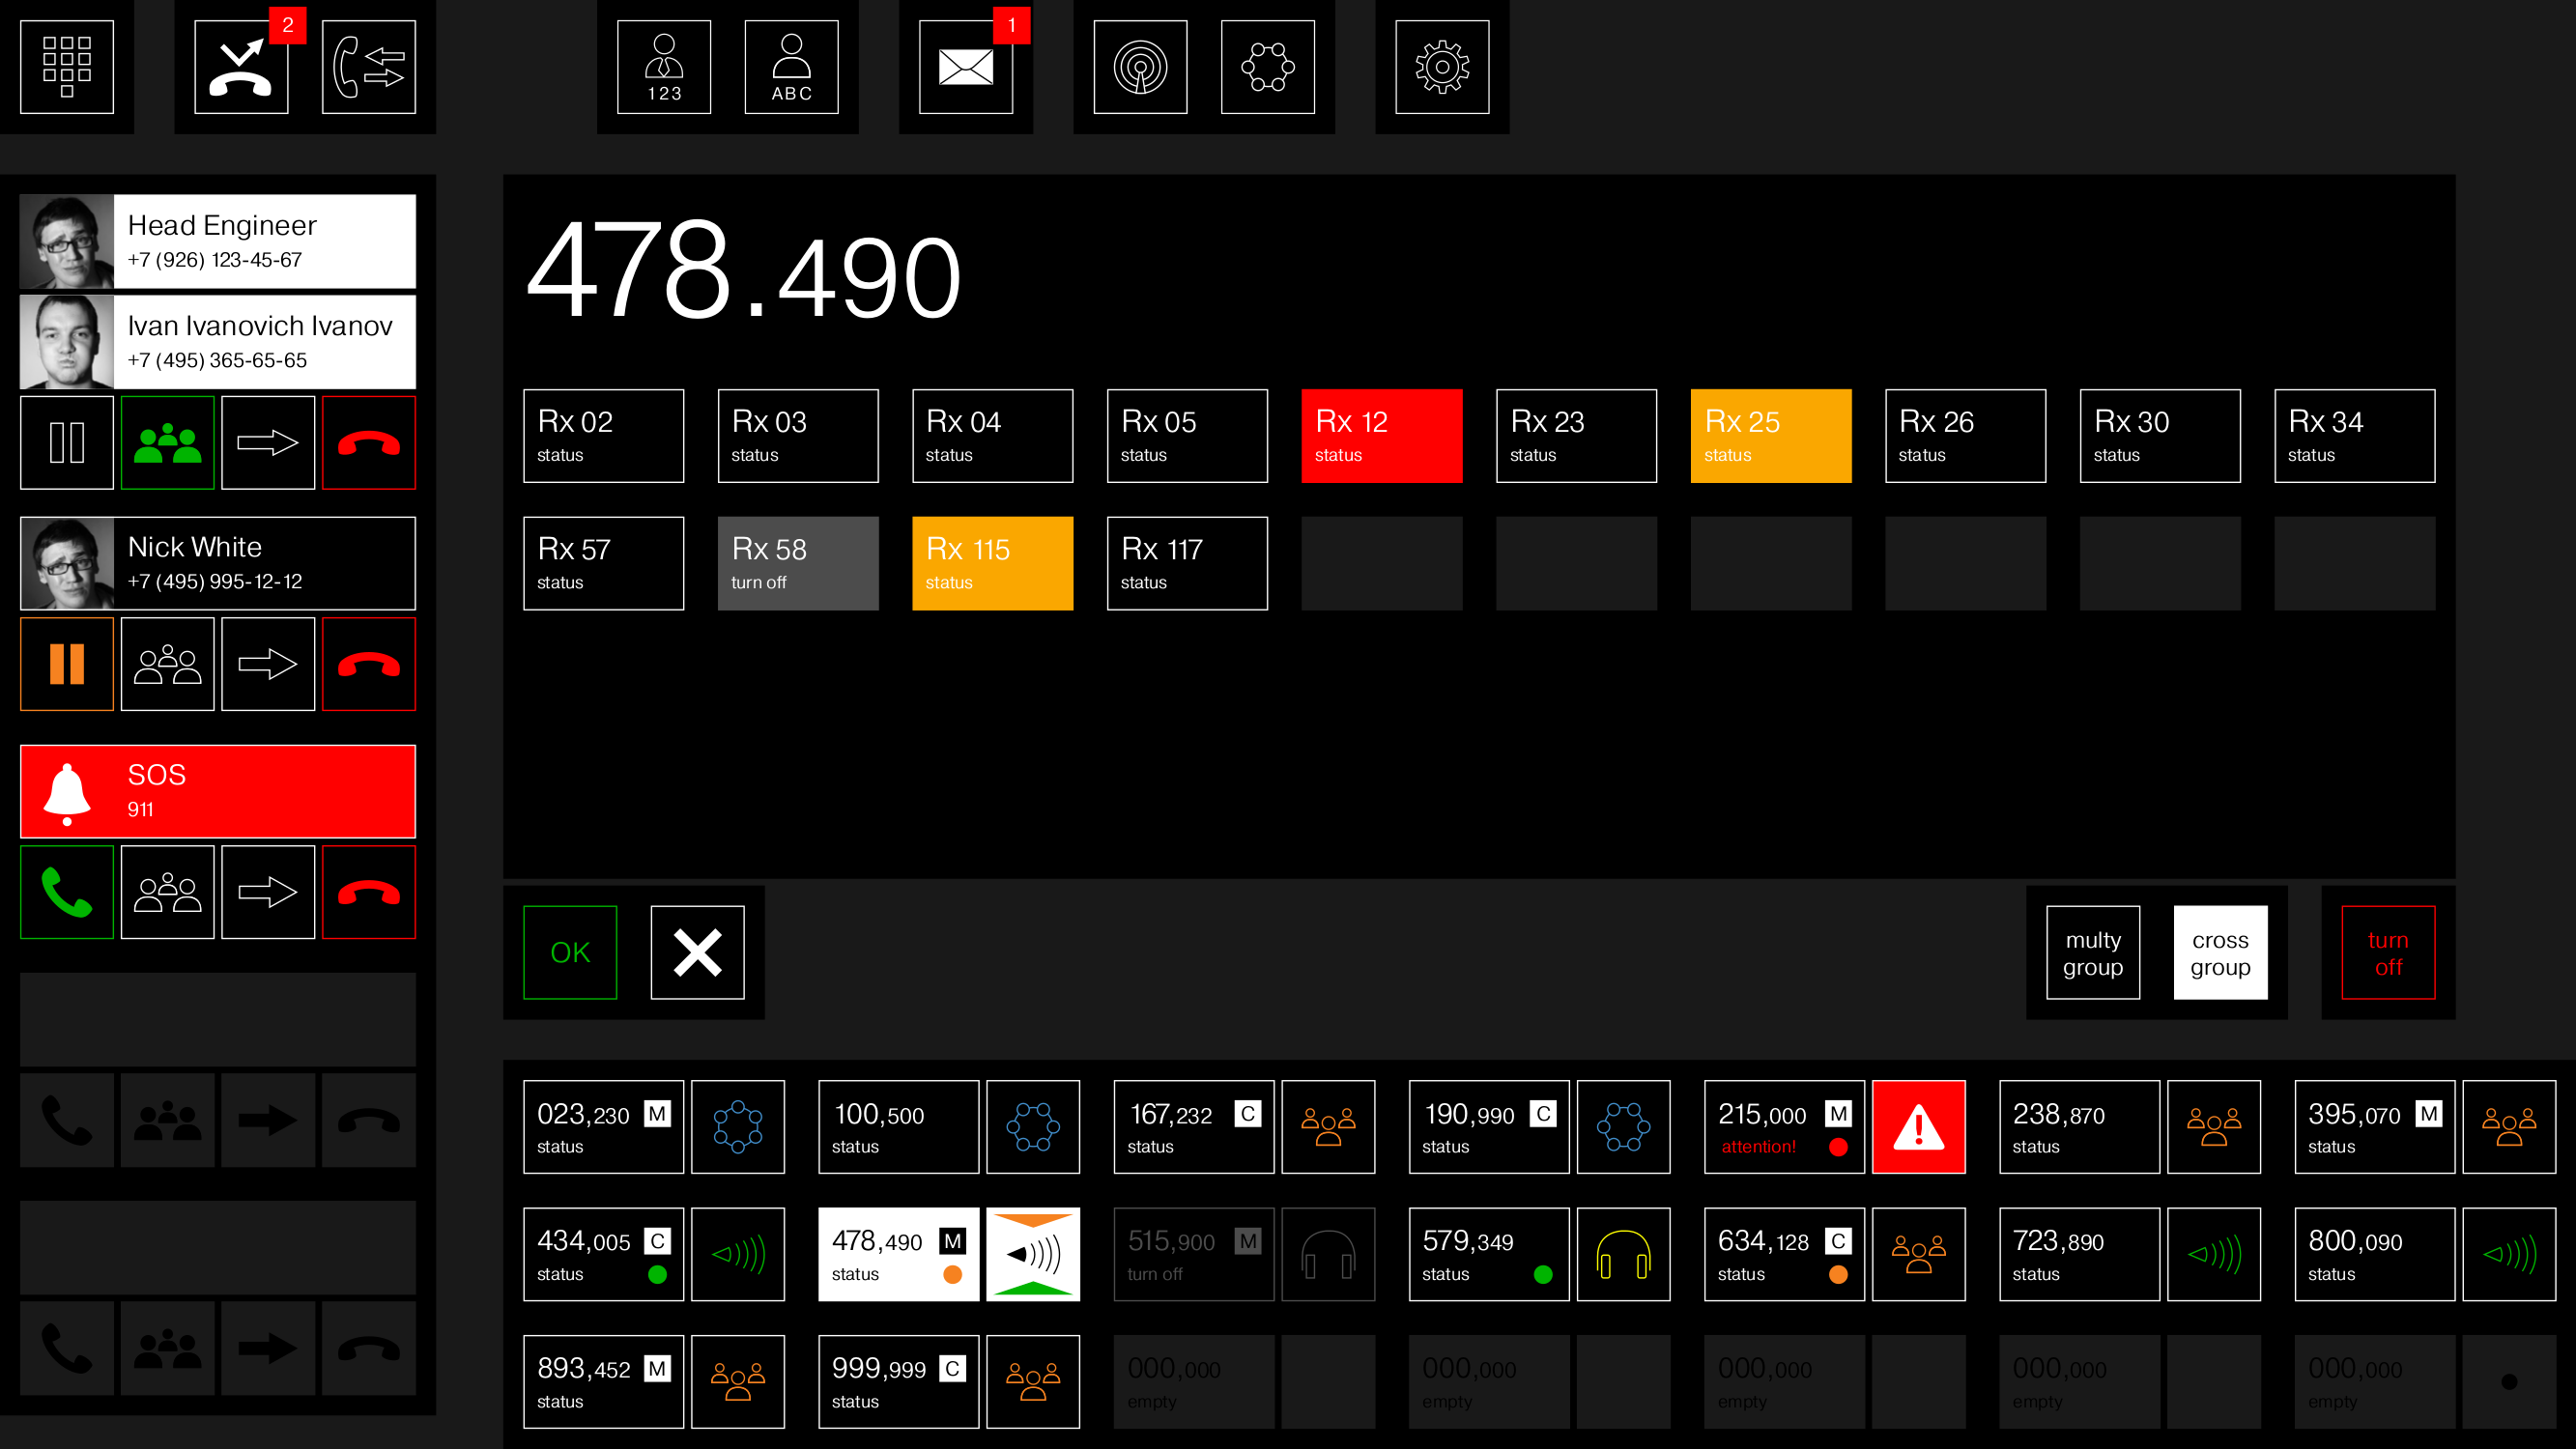 2
1
123
ABC
Head Engineer
+7 (926) 123-45-67
Ivan Ivanovich Ivanov
+7 (495) 365-65-65
Nick White
+7 (495) 995-12-12
SOS
911
478.490
Rx 02
status
Rx 03
status
Rx 04
status
Rx 05
status
Rx 12
status
Rx 23
status
Rx 25
status
Rx 26
status
Rx 30
status
Rx 34
status
Rx 57
status
Rx 58
turn off
Rx 115
status
Rx 117
status
OK
multy
group
cross
group
turn
off
023,230 M
status
100,500
status
167,232 C
status
190,990 C
status
215,000 M
attention!
238,870
status
395,070 M
status
434,005 C
status
478,490 M
status
515,900 M
turn off
579,349
status
634,128 C
status
723,890
status
800,090
status
893,452 M
status
999,999 C
status
000,000
empty
000,000
empty
000,000
empty
000,000
empty
000,000
empty